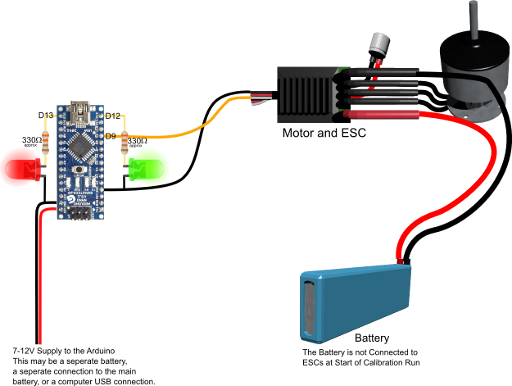 D13
D12
D9
330Ω
approx
330Ω
approx
Motor and ESC
Battery
The Battery is not Connected to
ESCs at Start of Calibration Run
7-12V Supply to the Arduino
This may be a seperate battery,
a seperate connection to the main
battery, or a computer USB connection.